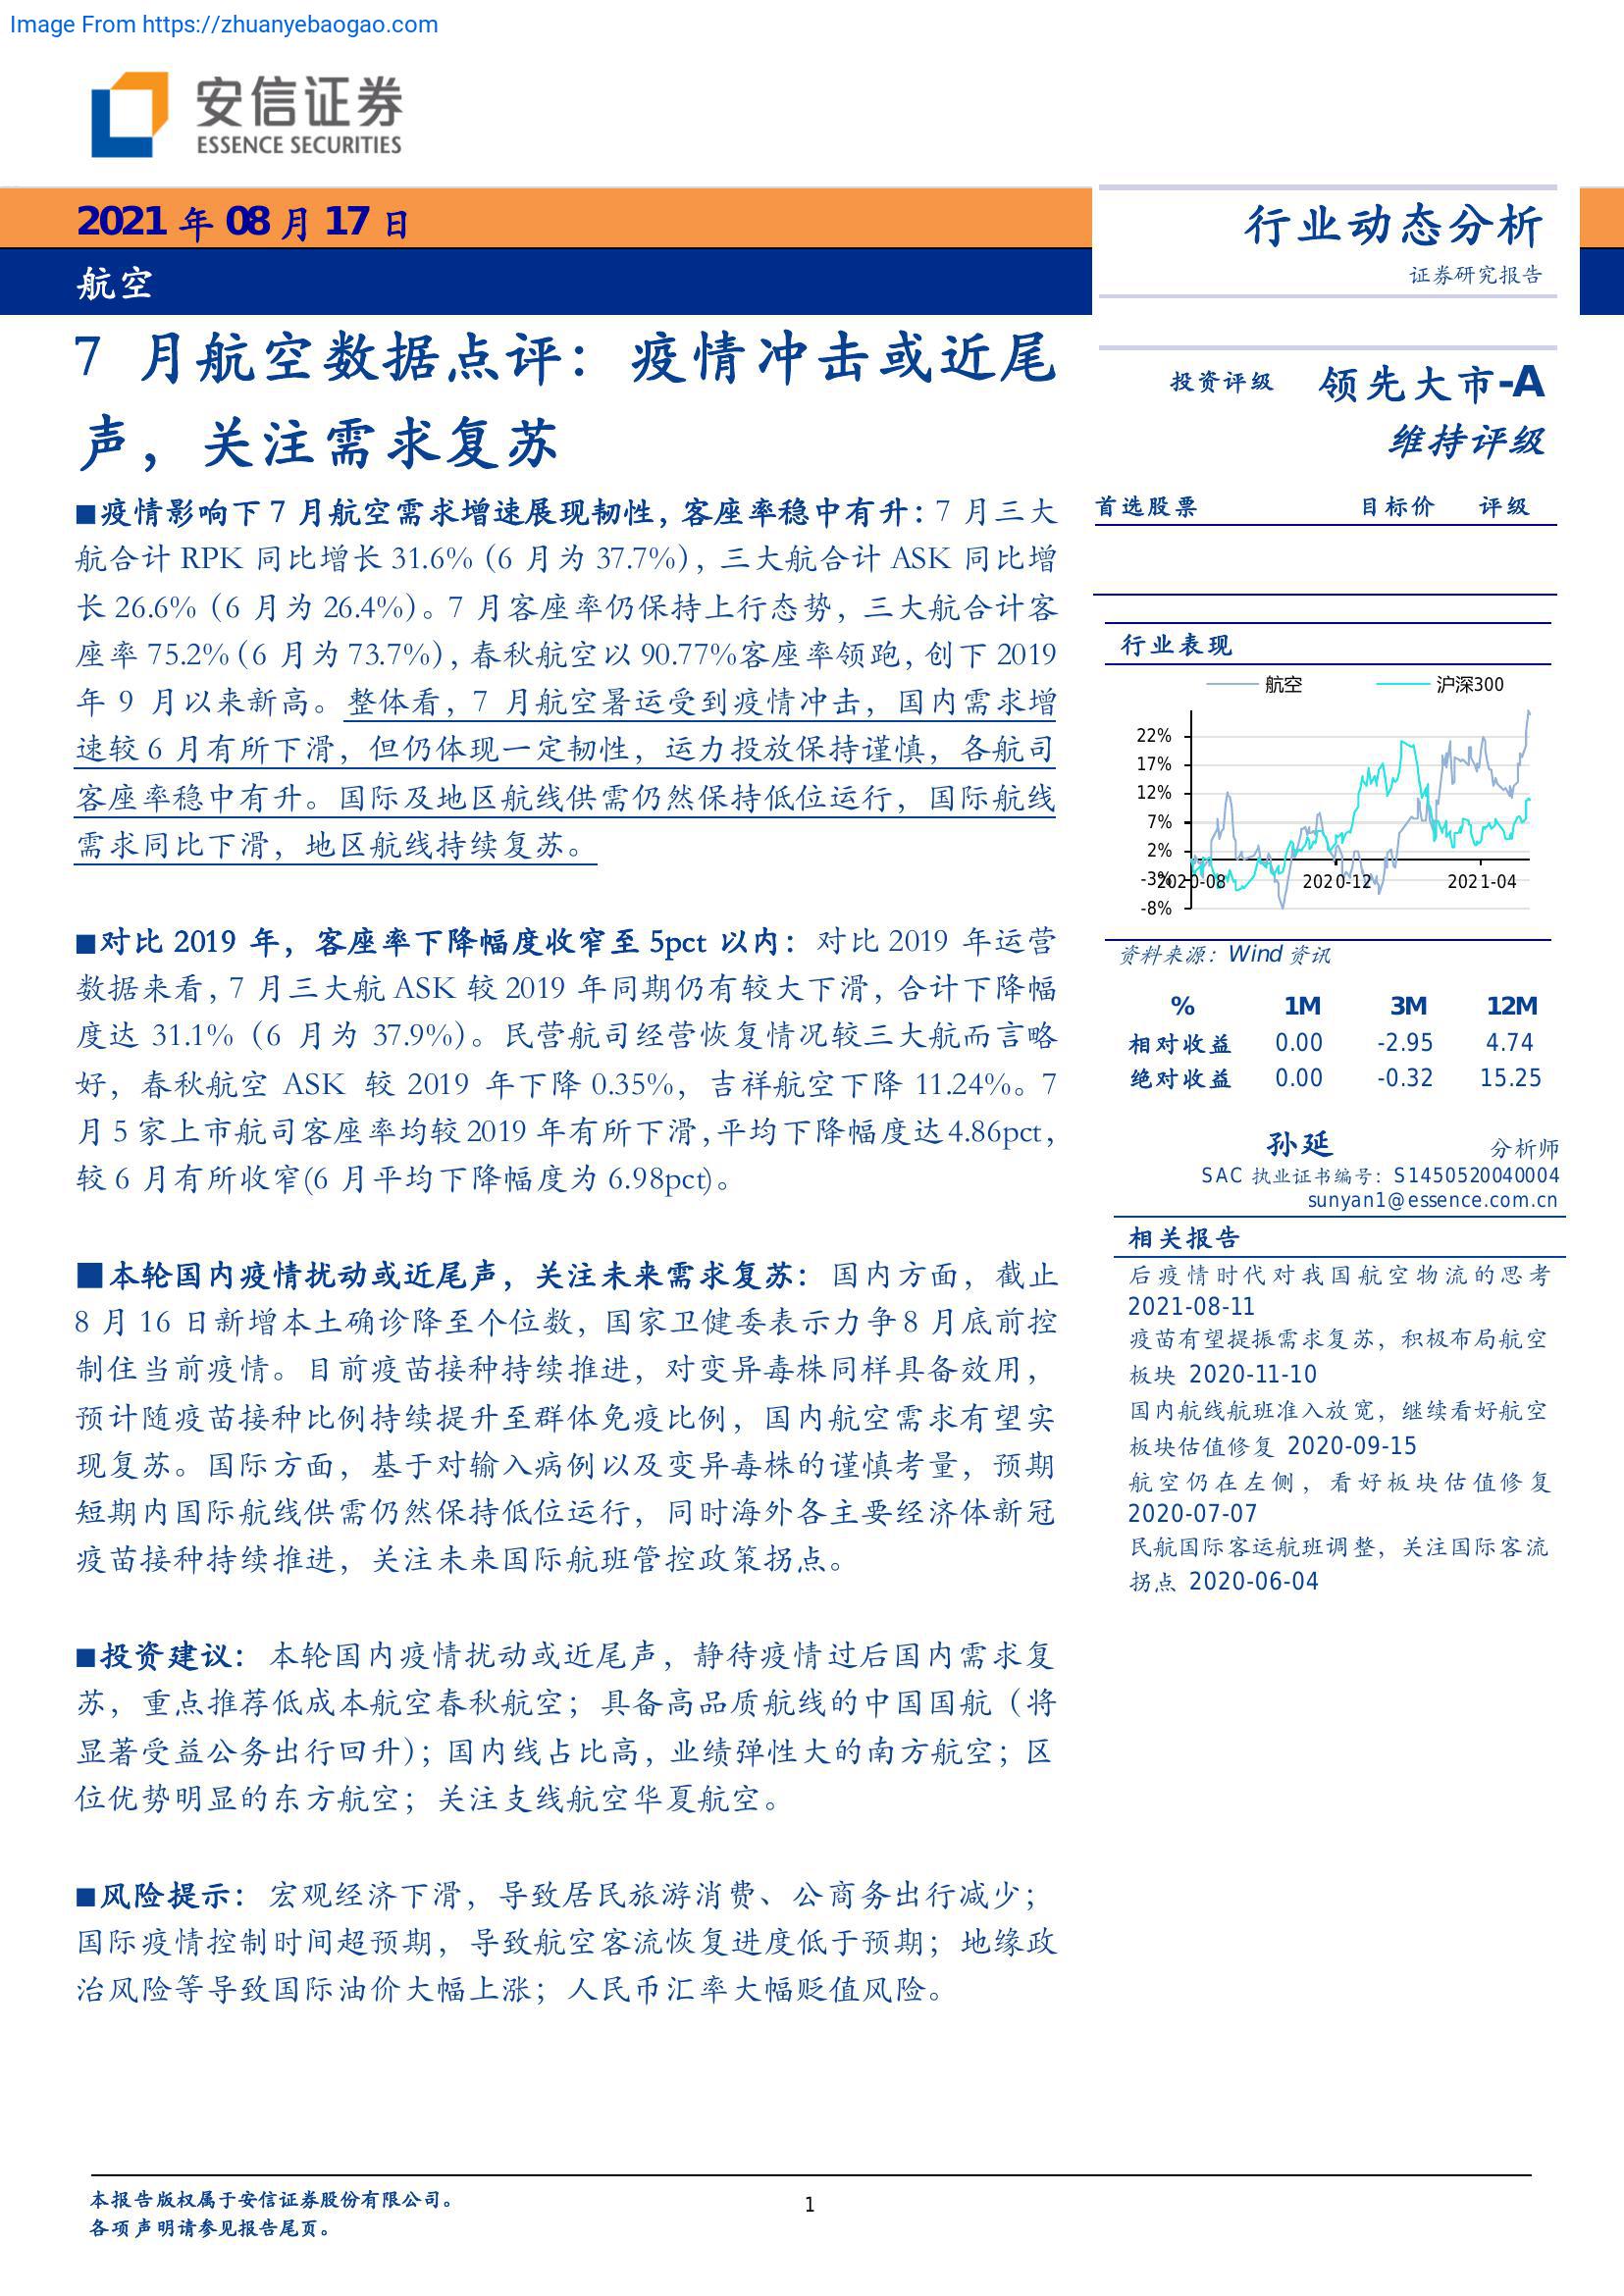 Image From https://zhuanyebaogao.com
安信证券
ESSENCE SECURITIES
2021 年 08 月 17 日
航空
行业动态分析
证券研究报告
7 月航空数据点评：疫情冲击或近尾
声，关注需求复苏
■疫情影响下 7 月航空需求增速展现韧性，客座率稳中有升：7 月三大
航合计 RPK 同比增长 31.6%（6 月为 37.7%），三大航合计 ASK 同比增
长 26.6%（6 月为 26.4%）。7 月客座率仍保持上行态势，三大航合计客
座率 75.2%（6 月为 73.7%），春秋航空以 90.77%客座率领跑，创下 2019
年 9 月以来新高。整体看，7 月航空暑运受到疫情冲击，国内需求增
速较 6 月有所下滑，但仍体现一定韧性，运力投放保持谨慎，各航司
客座率稳中有升。国际及地区航线供需仍然保持低位运行，国际航线
需求同比下滑，地区航线持续复苏。
■对比 2019 年，客座率下降幅度收窄至 5pct 以内：对比 2019 年运营
数据来看，7 月三大航 ASK 较 2019 年同期仍有较大下滑，合计下降幅
度达 31.1%（6 月为 37.9%）。民营航司经营恢复情况较三大航而言略
好，春秋航空 ASK 较 2019 年下降 0.35%，吉祥航空下降 11.24%。7
月 5 家上市航司客座率均较 2019 年有所下滑，平均下降幅度达 4.86pct，
较 6 月有所收窄(6 月平均下降幅度为 6.98pct)。
■本轮国内疫情扰动或近尾声，关注未来需求复苏：国内方面，截止
8 月 16 日新增本土确诊降至个位数，国家卫健委表示力争 8 月底前控
制住当前疫情。目前疫苗接种持续推进，对变异毒株同样具备效用，
预计随疫苗接种比例持续提升至群体免疫比例，国内航空需求有望实
现复苏。国际方面，基于对输入病例以及变异毒株的谨慎考量，预期
短期内国际航线供需仍然保持低位运行，同时海外各主要经济体新冠
疫苗接种持续推进，关注未来国际航班管控政策拐点。
■投资建议：本轮国内疫情扰动或近尾声，静待疫情过后国内需求复
苏，重点推荐低成本航空春秋航空；具备高品质航线的中国国航（将
显著受益公务出行回升）；国内线占比高，业绩弹性大的南方航空；区
位优势明显的东方航空；关注支线航空华夏航空。
■风险提示：宏观经济下滑，导致居民旅游消费、公商务出行减少；
国际疫情控制时间超预期，导致航空客流恢复进度低于预期；地缘政
治风险等导致国际油价大幅上涨；人民币汇率大幅贬值风险。
投资评级 领先大市-A
维持评级
首选股票 目标价 评级
行业表现
航空 沪深300
22%
17%
12%
7%
2%
-3%
-8%
2020-08 2020-12 2021-04
资料来源：Wind 资讯
% 1M 3M 12M
相对收益 0.00 -2.95 4.74
绝对收益 0.00 -0.32 15.25
孙延 分析师
SAC 执业证书编号：S1450520040004
sunyan1@essence.com.cn
相关报告
后疫情时代对我国航空物流的思考
2021-08-11
疫苗有望提振需求复苏，积极布局航空
板块 2020-11-10
国内航线航班准入放宽，继续看好航空
板块估值修复 2020-09-15
航空仍在左侧，看好板块估值修复
2020-07-07
民航国际客运航班调整，关注国际客流
拐点 2020-06-04
本报告版权属于安信证券股份有限公司。
各项声明请参见报告尾页。
1